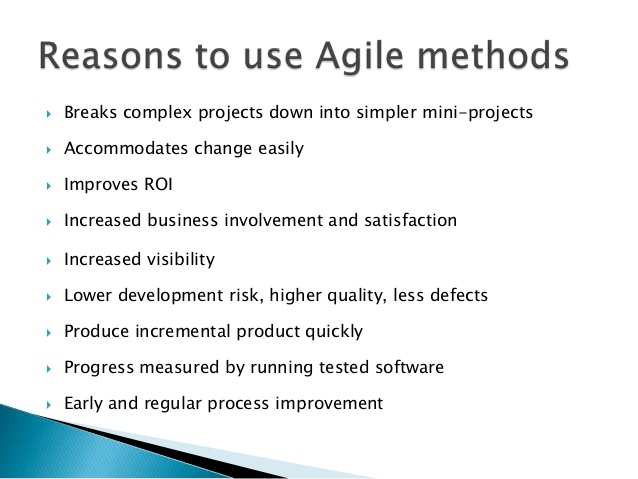 Reasons to use Agile methods
Breaks complex projects down into simpler mini-projects
Accommodates change easily
Improves ROI
Increased business involvement and satisfaction
Increased visibility
Lower development risk, higher quality, less defects
Produce incremental product quickly
Progress measured by running tested software
Early and regular process improvement